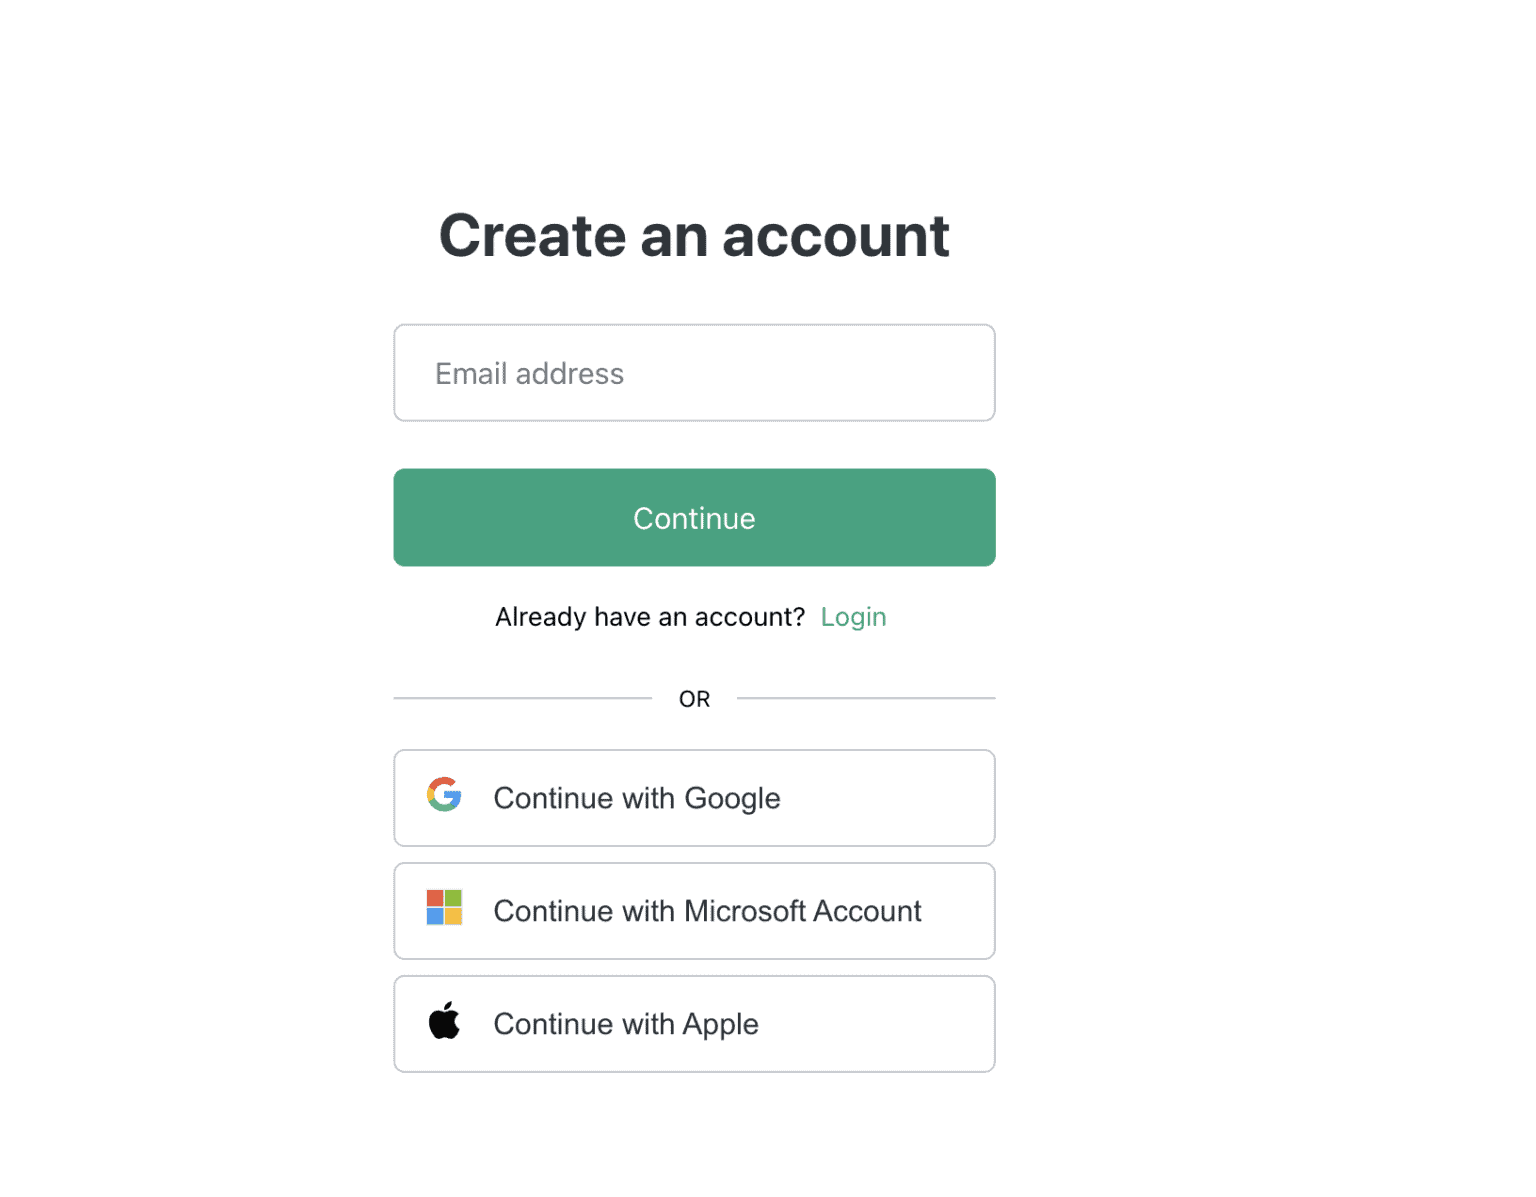 Create an account
Email address
Continue
Already have an account? Login
OR
Continue with Google
Continue with Microsoft Account
Continue with Apple